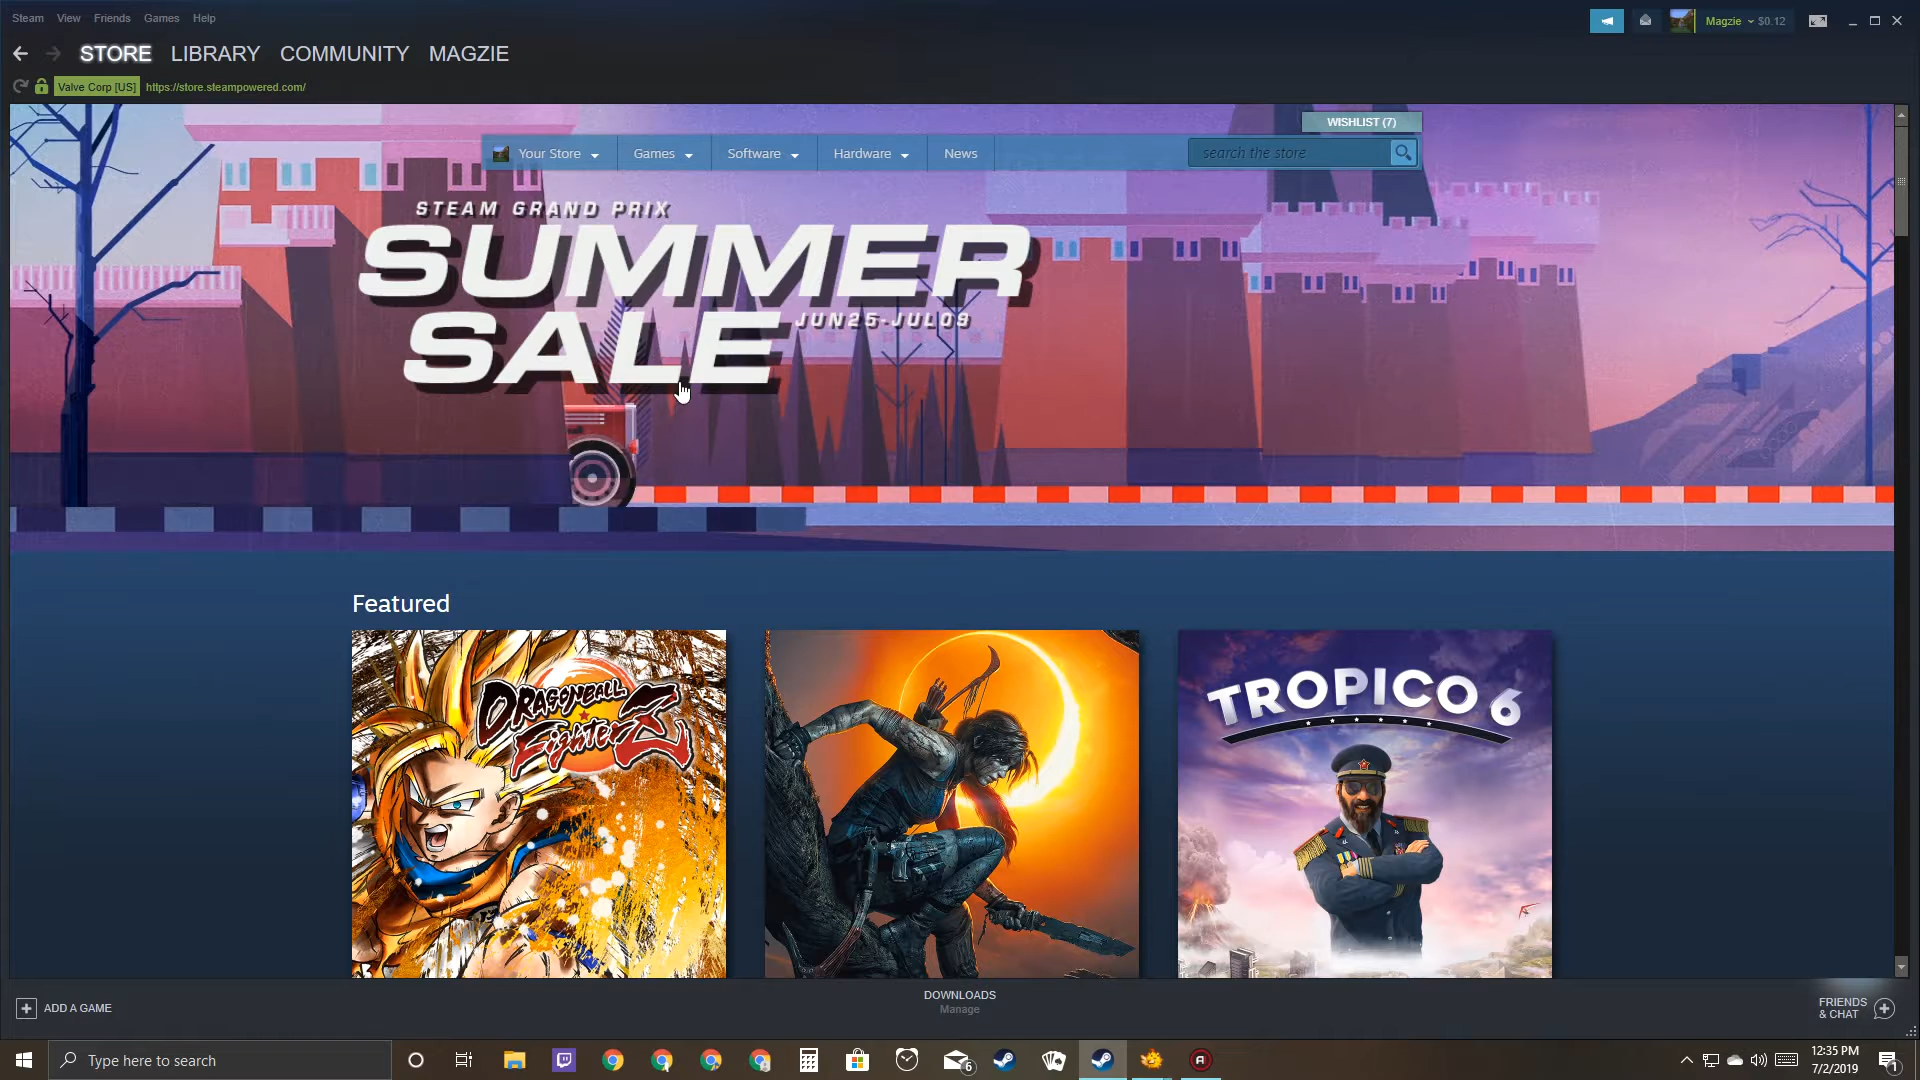 Steam View Friends Games Help
Magzie $0.12
STORE LIBRARY COMMUNITY MAGZIE
Valve Corp [US] https://store.steampowered.com/
WISHLIST (7)
Your Store Games Software Hardware News search the store
STEAM GRAND PRIX
SUMMER
SALE JUN25-JUL09
Featured
DRAGONBALL
FighterZ
TROPICO 6
ADD A GAME
DOWNLOADS
Manage
FRIENDS
& CHAT
Type here to search
6
12:35 PM
7/2/2019
1